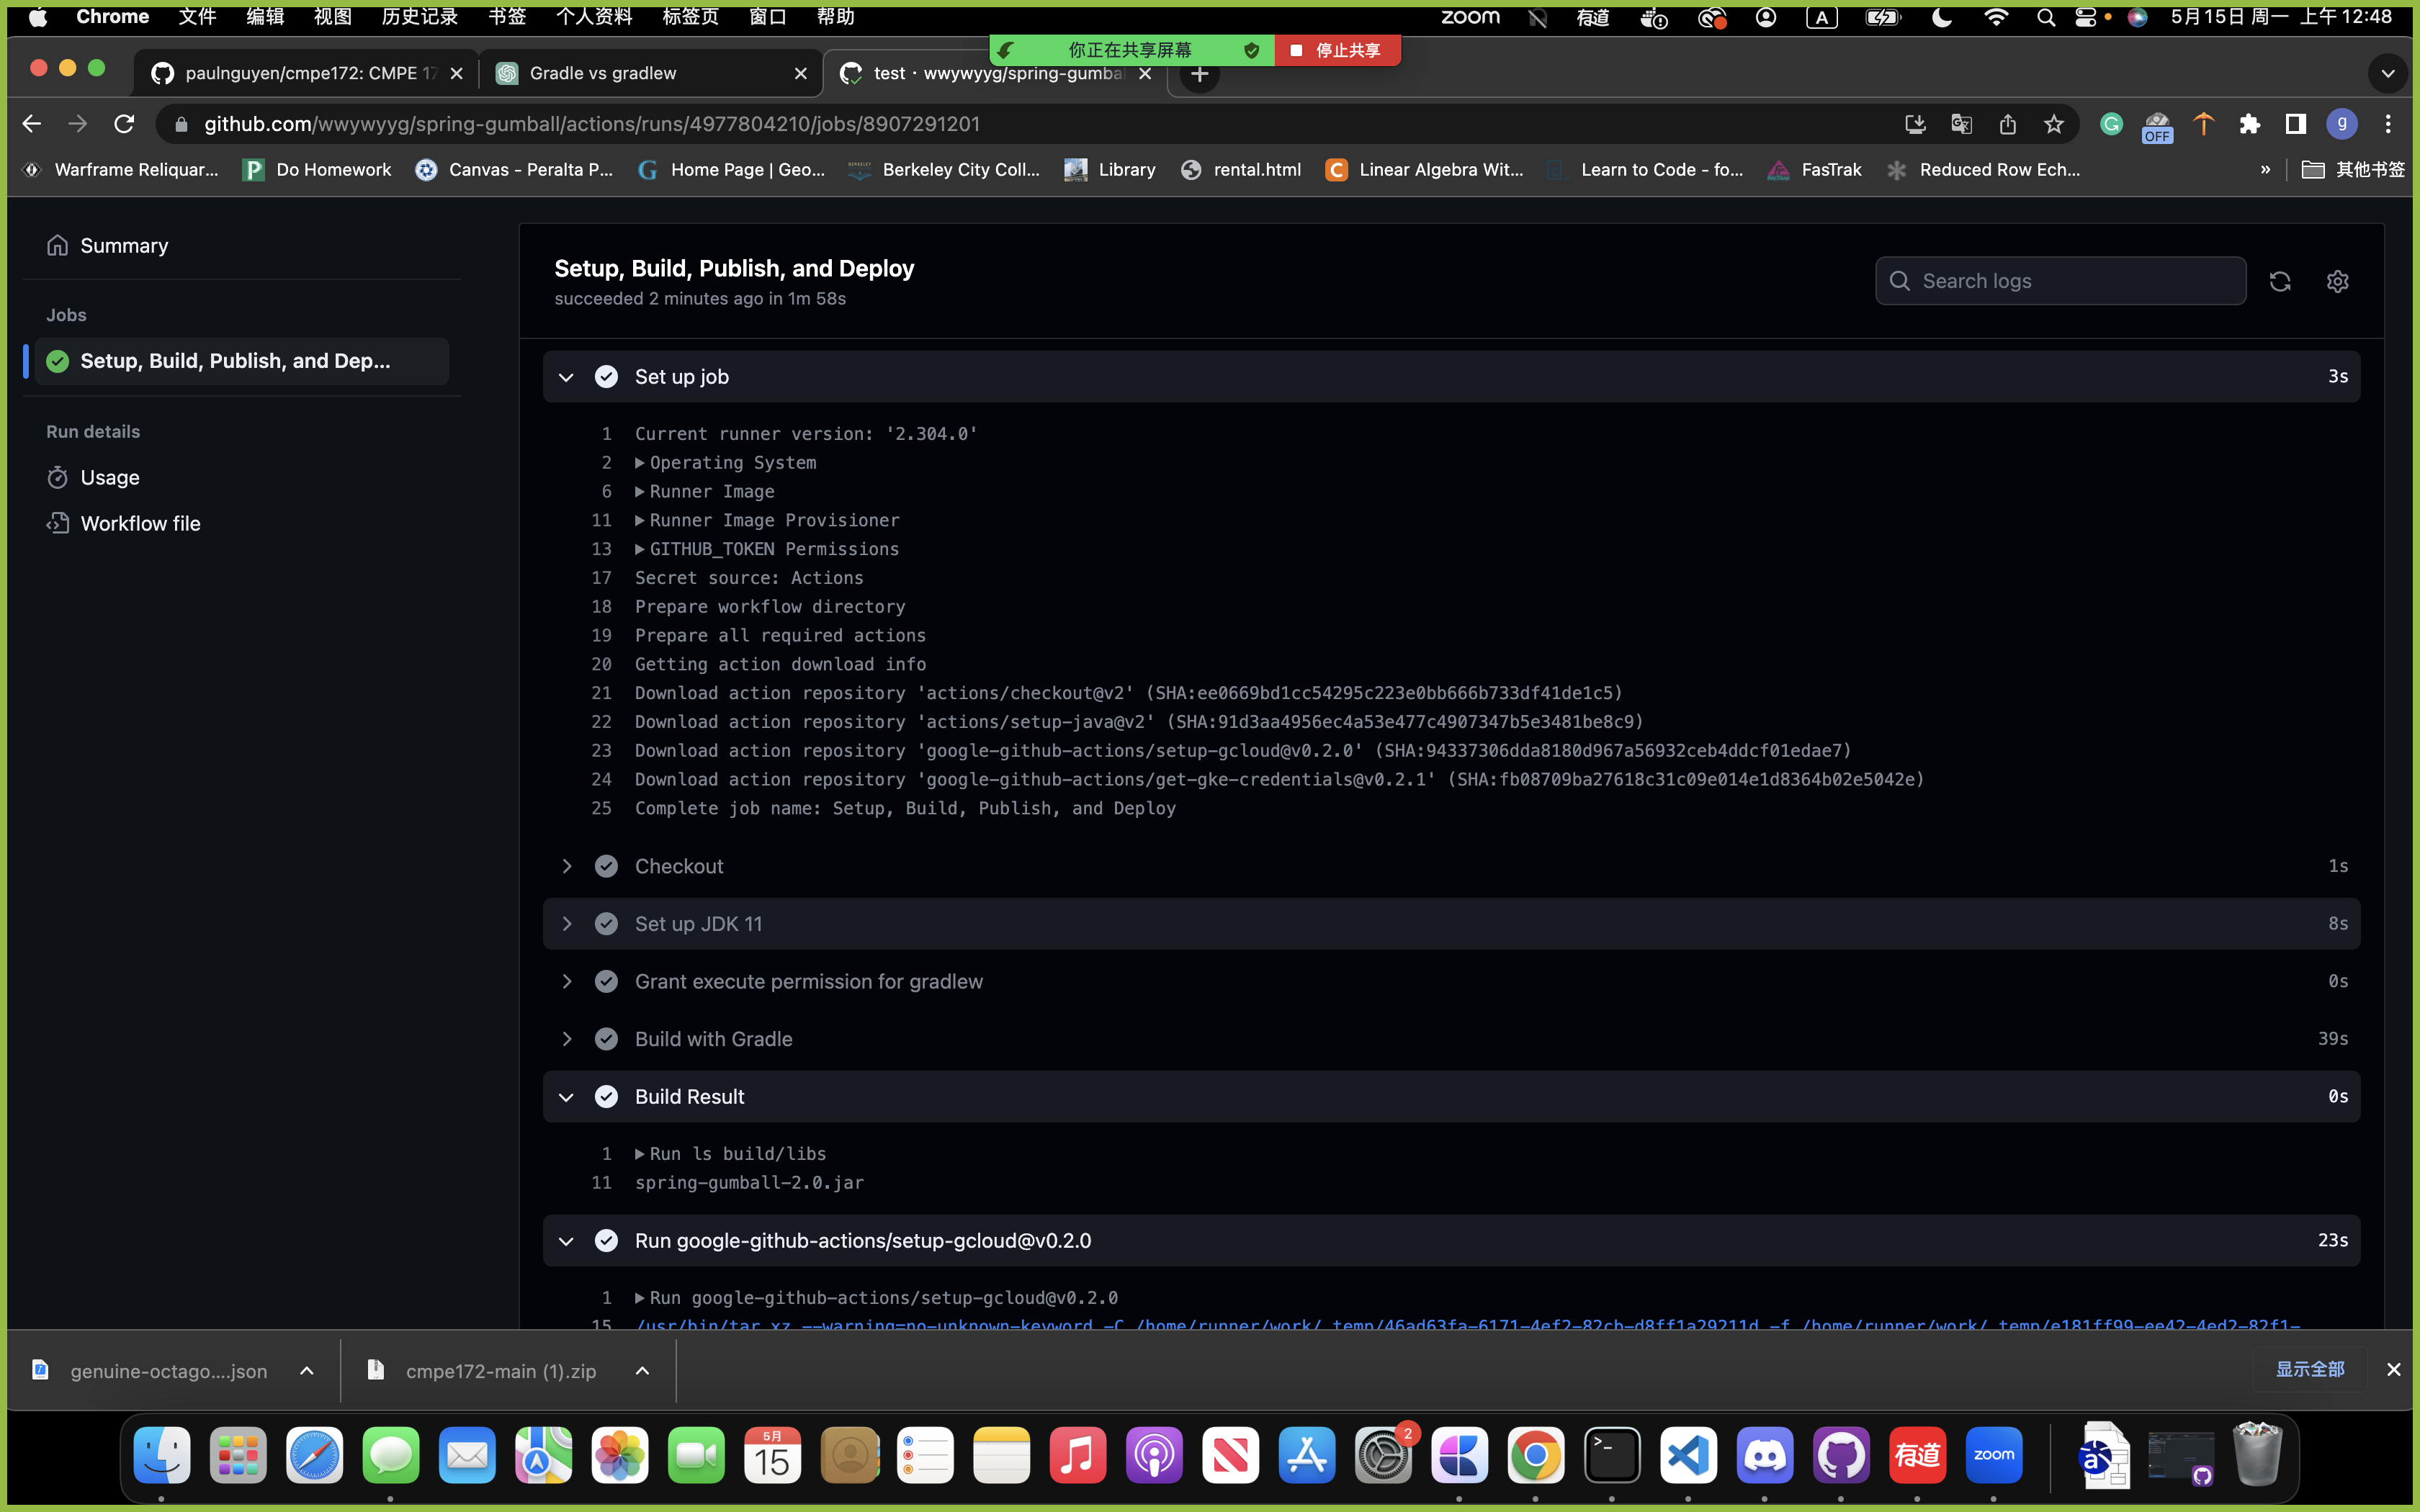 Chrome 文件 编辑 视图 历史记录 书签 个人资料 标签页 窗口 帮助 zoom 有道 A 5月15日 周一 上午 12:48
你正在共享屏幕 停止共享
paulnguyen/cmpe172: CMPE 17 Gradle vs gradlew test · wwywyyg/spring-gumbal
github.com/wwywyyg/spring-gumball/actions/runs/4977804210/jobs/8907291201 OFF g
Warframe Reliquar... Do Homework Canvas - Peralta P... Home Page | Geo... Berkeley City Coll... Library rental.html Linear Algebra Wit... Learn to Code - fo... FasTrak Reduced Row Ech... » 其他书签
Summary
Jobs
Setup, Build, Publish, and Dep...
Run details
Usage
Workflow file
Setup, Build, Publish, and Deploy
succeeded 2 minutes ago in 1m 58s
Search logs
Set up job 3s
1 Current runner version: '2.304.0'
2 ▶Operating System
6 ▶Runner Image
11 ▶Runner Image Provisioner
13 ▶GITHUB_TOKEN Permissions
17 Secret source: Actions
18 Prepare workflow directory
19 Prepare all required actions
20 Getting action download info
21 Download action repository 'actions/checkout@v2' (SHA:ee0669bd1cc54295c223e0bb666b733df41de1c5)
22 Download action repository 'actions/setup-java@v2' (SHA:91d3aa4956ec4a53e477c4907347b5e3481be8c9)
23 Download action repository 'google-github-actions/setup-gcloud@v0.2.0' (SHA:94337306dda8180d967a56932ceb4ddcf01edae7)
24 Download action repository 'google-github-actions/get-gke-credentials@v0.2.1' (SHA:fb08709ba27618c31c09e014e1d8364b02e5042e)
25 Complete job name: Setup, Build, Publish, and Deploy
Checkout 1s
Set up JDK 11 8s
Grant execute permission for gradlew 0s
Build with Gradle 39s
Build Result 0s
1 ▶Run ls build/libs
11 spring-gumball-2.0.jar
Run google-github-actions/setup-gcloud@v0.2.0 23s
1 ▶Run google-github-actions/setup-gcloud@v0.2.0
15 /usr/bin/tar xz --warning=no-unknown-keyword -C /home/runner/work/_temp/46ad63fa-6171-4ef2-82cb-d8ff1a29211d -f /home/runner/work/_temp/e181ff99-ee42-4ed2-82f1-
genuine-octago....json cmpe172-main (1).zip 显示全部
5月
15 2 有道 zoom